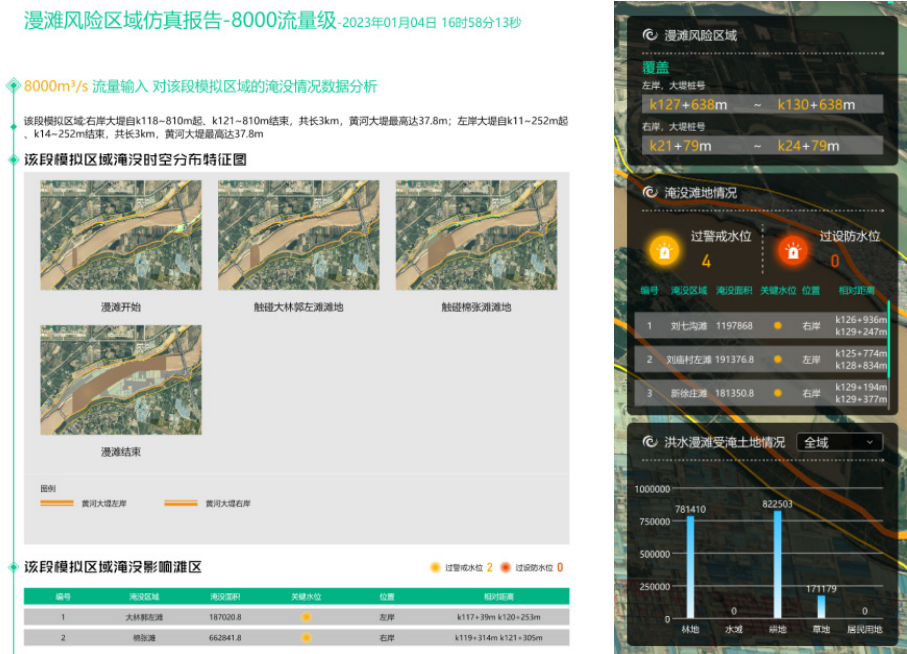 漫滩风险区域仿真报告-8000流量级-2023年01月04日 16时58分13秒
8000m³/s 流量输入 对该段模拟区域的淹没情况数据分析
该段模拟区域:右岸大堤自k118~810m起、k121~810m结束，共长3km，黄河大堤最高达37.8m；左岸大堤自k11~252m起
、k14~252m结束，共长3km，黄河大堤最高达37.8m
该段模拟区域淹没时空分布特征图
漫滩开始
触碰大林郭左滩滩地
触碰棉张滩滩地
漫滩结束
图例
黄河大堤左岸
黄河大堤右岸
该段模拟区域淹没影响滩区
过警戒水位 2
过设防水位 0
编号 淹没区域 淹没面积 关键水位 位置 相对距离
1 大林郭左滩 187020.8 左岸 k117+39m k120+253m
2 棉张滩 662841.8 右岸 k119+314m k121+305m
漫滩风险区域
覆盖
左岸，大堤桩号
k127+638m ~ k130+638m
右岸，大堤桩号
k21+79m ~ k24+79m
淹没滩地情况
过警戒水位
4
过设防水位
0
编号 淹没区域 淹没面积 关键水位 位置 相对距离
1 刘七沟滩 1197868 右岸 k126+936m
k129+247m
2 刘庙村左滩 191376.8 左岸 k125+774m
k128+834m
3 新徐庄滩 181350.8 右岸 k129+194m
k129+377m
洪水漫滩受淹土地情况 全域
1000000
750000
500000
250000
0
781410
0
822503
171179
0
林地 水域 耕地 草地 居民用地